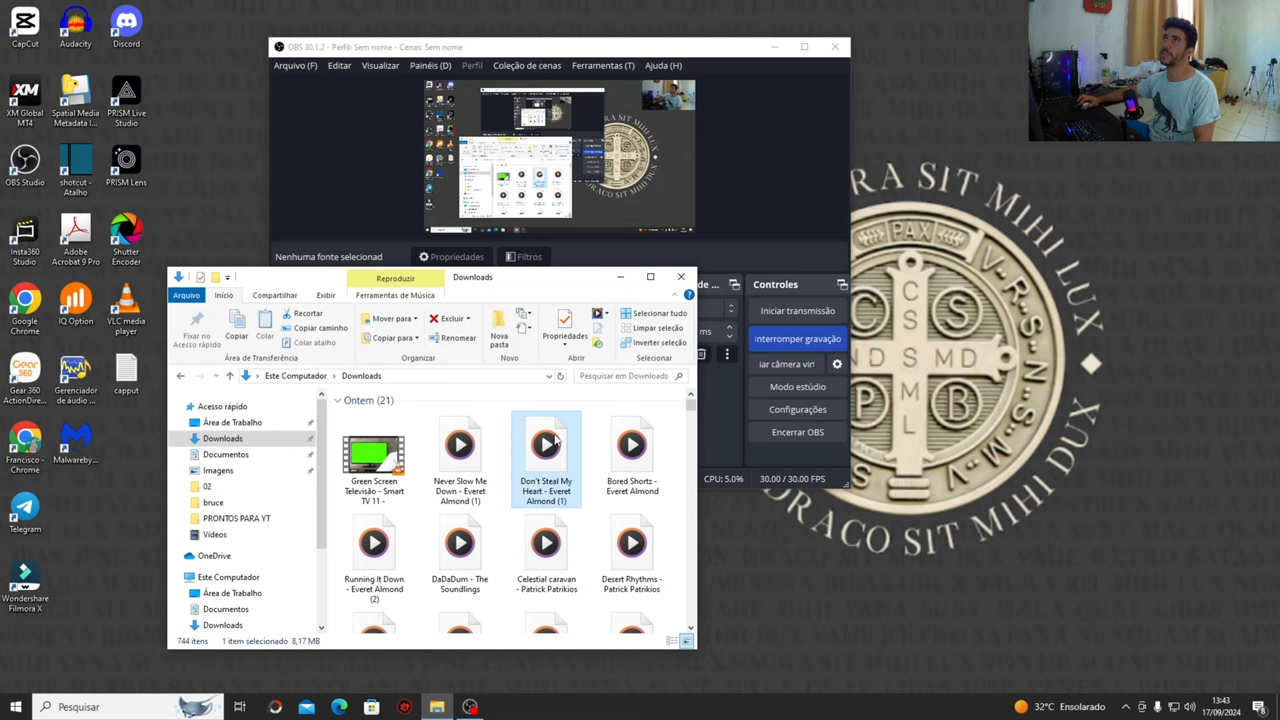 CapCut
Audacity
Discord
XM Global
MT4
Spatial Media
Metadata I...
PRISM Live
Studio
OBS Studio
shotcut -
Atalho
PRISM Lens
Insta360
Studio
Adobe
Acrobat 9 Pro
Shutter
Encoder
Google
Chrome
IQ Option
VLC media
player
Gear 360
ActionDire...
Gerenciador
de áudio ...
capput
Francisco -
Chrome
Malwareby...
Telegram
Wondershare
Filmora X
OBS 30.1.2 - Perfil: Sem nome - Cenas: Sem nome
Arquivo (F)
Editar
Visualizar
Painéis (D)
Perfil
Coleção de cenas
Ferramentas (T)
Ajuda (H)
Nenhuma fonte selecionad
Propriedades
Filtros
de ...
ms
Controles
Iniciar transmissão
Interromper gravação
iar câmera virt
Modo estúdio
Configurações
Encerrar OBS
CPU: 5.0%
30.00 / 30.00 FPS
Reproduzir
Downloads
Arquivo
Início
Compartilhar
Exibir
Ferramentas de Música
Fixar no
Acesso rápido
Copiar
Colar
Recortar
Copiar caminho
Colar atalho
Área de Transferência
Mover para
Copiar para
Excluir
Renomear
Organizar
Nova
pasta
Novo
Propriedades
Abrir
Selecionar tudo
Limpar seleção
Inverter seleção
Selecionar
Este Computador
Downloads
Pesquisar em Downloads
Acesso rápido
Área de Trabalho
Downloads
Documentos
Imagens
02
bruce
PRONTOS PARA YT
Vídeos
OneDrive
Este Computador
Área de Trabalho
Documentos
Downloads
Ontem (21)
Green Screen
Televisão - Smart
TV 11 -
Never Slow Me
Down - Everet
Almond (1)
Don't Steal My
Heart - Everet
Almond (1)
Bored Shortz -
Everet Almond
Running It Down
- Everet Almond
(2)
DaDaDum - The
Soundlings
Celestial caravan
- Patrick Patrikios
Desert Rhythms -
Patrick Patrikios
744 itens
1 item selecionado 8,17 MB
PAX
C S S M L
N D S M D
C
S
P
B
RA SIT MIHI LUX
N. DRACO SIT MIHI DUX
V. R. S. N. S. M. V.
Pesquisar
32°C Ensolarado
13:43
17/09/2024
8